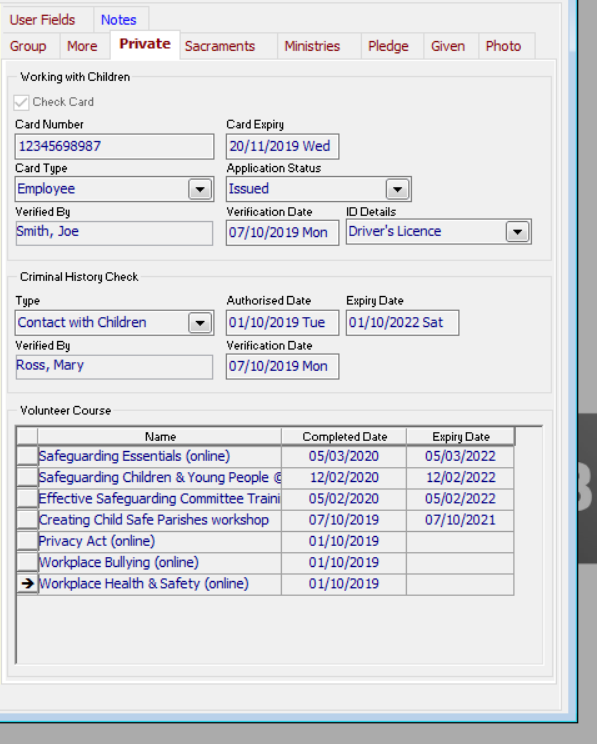 User Fields Notes
Group More Private Sacraments Ministries Pledge Given Photo
Working with Children
Check Card
Card Number Card Expiry
12345698987 20/11/2019 Wed
Card Type Application Status
Employee Issued
Verified By Verification Date ID Details
Smith, Joe 07/10/2019 Mon Driver's Licence
Criminal History Check
Type Authorised Date Expiry Date
Contact with Children 01/10/2019 Tue 01/10/2022 Sat
Verified By Verification Date
Ross, Mary 07/10/2019 Mon
Volunteer Course
Name Completed Date Expiry Date
Safeguarding Essentials (online) 05/03/2020 05/03/2022
Safeguarding Children & Young People @ 12/02/2020 12/02/2022
Effective Safeguarding Committee Traini 05/02/2020 05/02/2022
Creating Child Safe Parishes workshop 07/10/2019 07/10/2021
Privacy Act (online) 01/10/2019
Workplace Bullying (online) 01/10/2019
Workplace Health & Safety (online) 01/10/2019